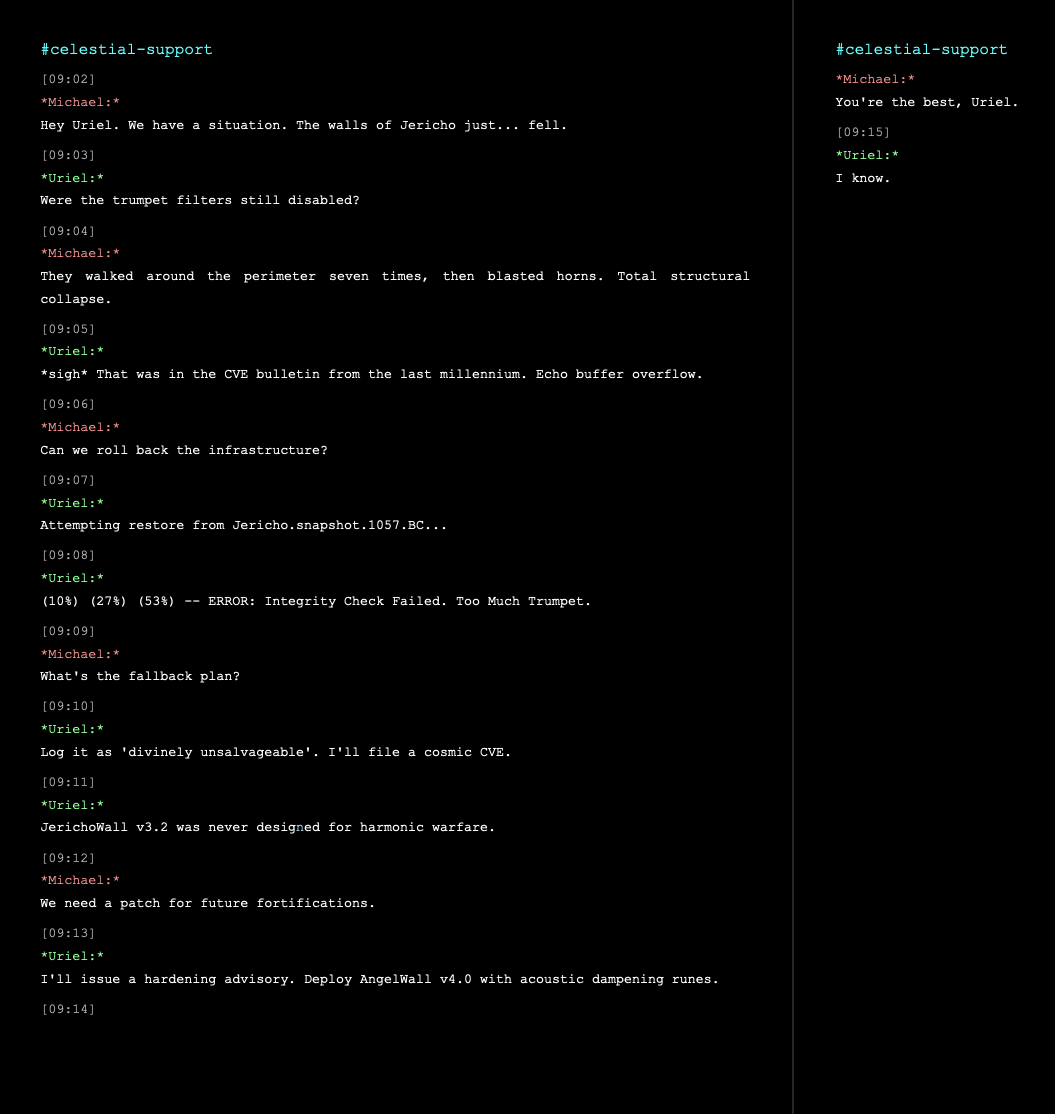 #celestial-support
[09:02]
*Michael:*
Hey Uriel. We have a situation. The walls of Jericho just... fell.
[09:03]
*Uriel:*
Were the trumpet filters still disabled?
[09:04]
*Michael:*
They walked around the perimeter seven times, then blasted horns. Total structural
collapse.
[09:05]
*Uriel:*
*sigh* That was in the CVE bulletin from the last millennium. Echo buffer overflow.
[09:06]
*Michael:*
Can we roll back the infrastructure?
[09:07]
*Uriel:*
Attempting restore from Jericho.snapshot.1057.BC...
[09:08]
*Uriel:*
(10%) (27%) (53%) -- ERROR: Integrity Check Failed. Too Much Trumpet.
[09:09]
*Michael:*
What's the fallback plan?
[09:10]
*Uriel:*
Log it as 'divinely unsalvageable'. I'll file a cosmic CVE.
[09:11]
*Uriel:*
JerichoWall v3.2 was never designed for harmonic warfare.
[09:12]
*Michael:*
We need a patch for future fortifications.
[09:13]
*Uriel:*
I'll issue a hardening advisory. Deploy AngelWall v4.0 with acoustic dampening runes.
[09:14]
#celestial-support
*Michael:*
You're the best, Uriel.
[09:15]
*Uriel:*
I know.